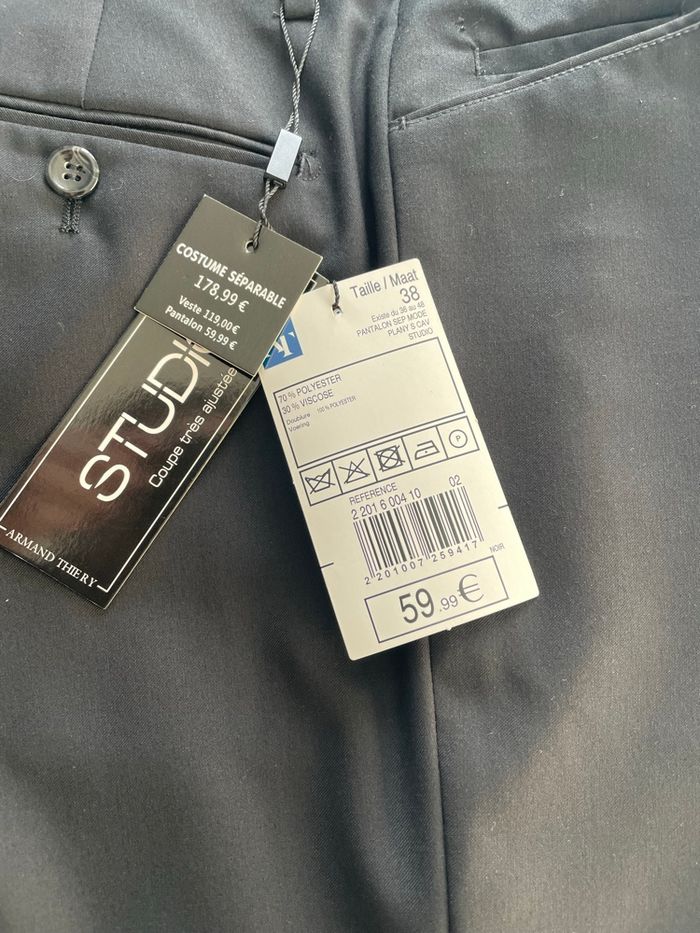 COSTUME SÉPARABLE
178,99 €
Veste 119,00€
Pantalon 59,99 €
STUDIO
Coupe très ajustée
ARMAND THIERY
Taille / Maat
38
Existe du 36 au 48
PANTALON SEP MODE
PLANY S CAV
STUDIO
70 % POLYESTER
30 % VISCOSE
Doublure 100 % POLYESTER
Voering
P
REFERENCE
2 201 6 004 10 02
2 201007 259417
NOIR
59.99 €